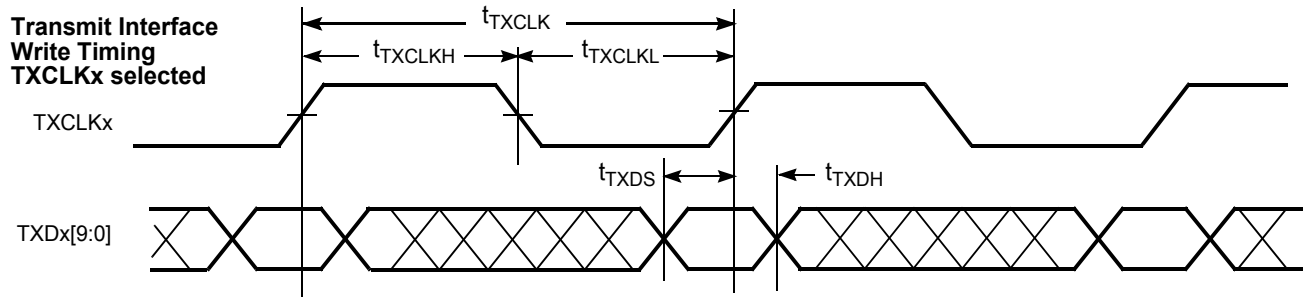 Transmit Interface
Write Timing
TXCLKx selected
tTXCLK
tTXCLKH
tTXCLKL
TXCLKx
tTXDS
tTXDH
TXDx[9:0]